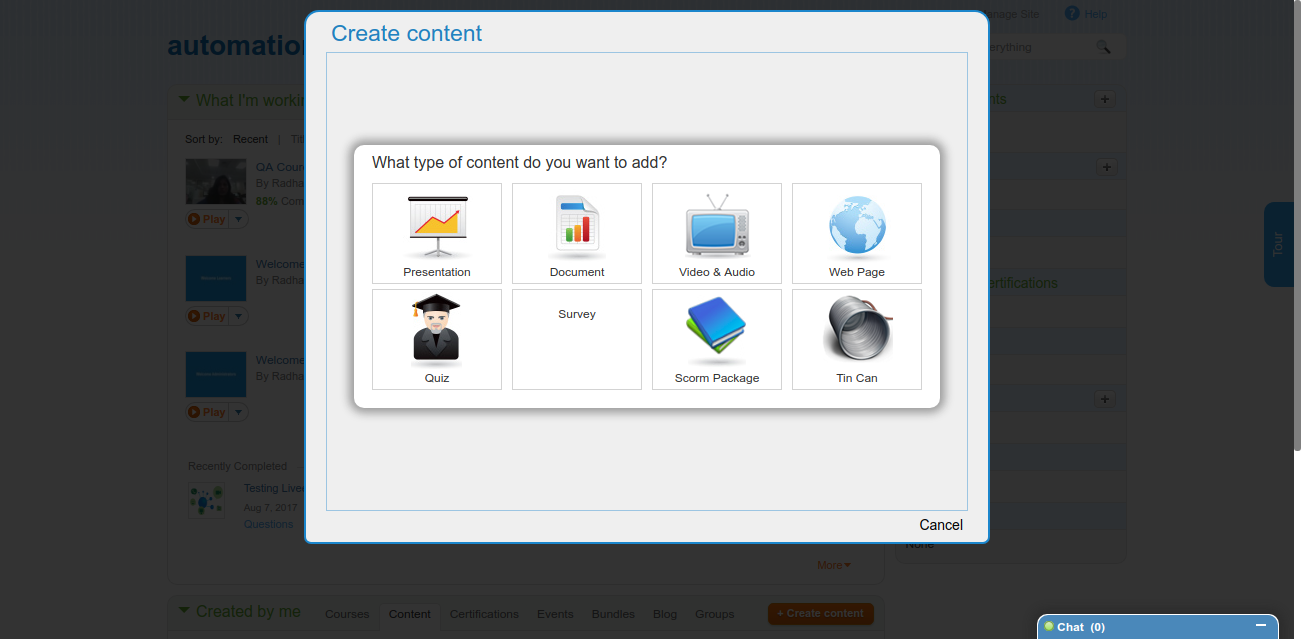 Create content
What type of content do you want to add?
Presentation
Document
Video & Audio
Web Page
Quiz
Survey
Scorm Package
Tin Can
Cancel
automatio
Site
Help
erything
What I'm worki
Sort by: Recent | Tit
QA Cour
By Radha
88% Com
Play
Welcome
By Radha
Play
Welcome
By Radha
Play
Recently Completed
Testing Live
Aug 7, 2017
Questions
More
nts
+
+
ertifications
+
None
Tour
Created by me
Courses
Content
Certifications
Events
Bundles
Blog
Groups
+ Create content
Chat (0)